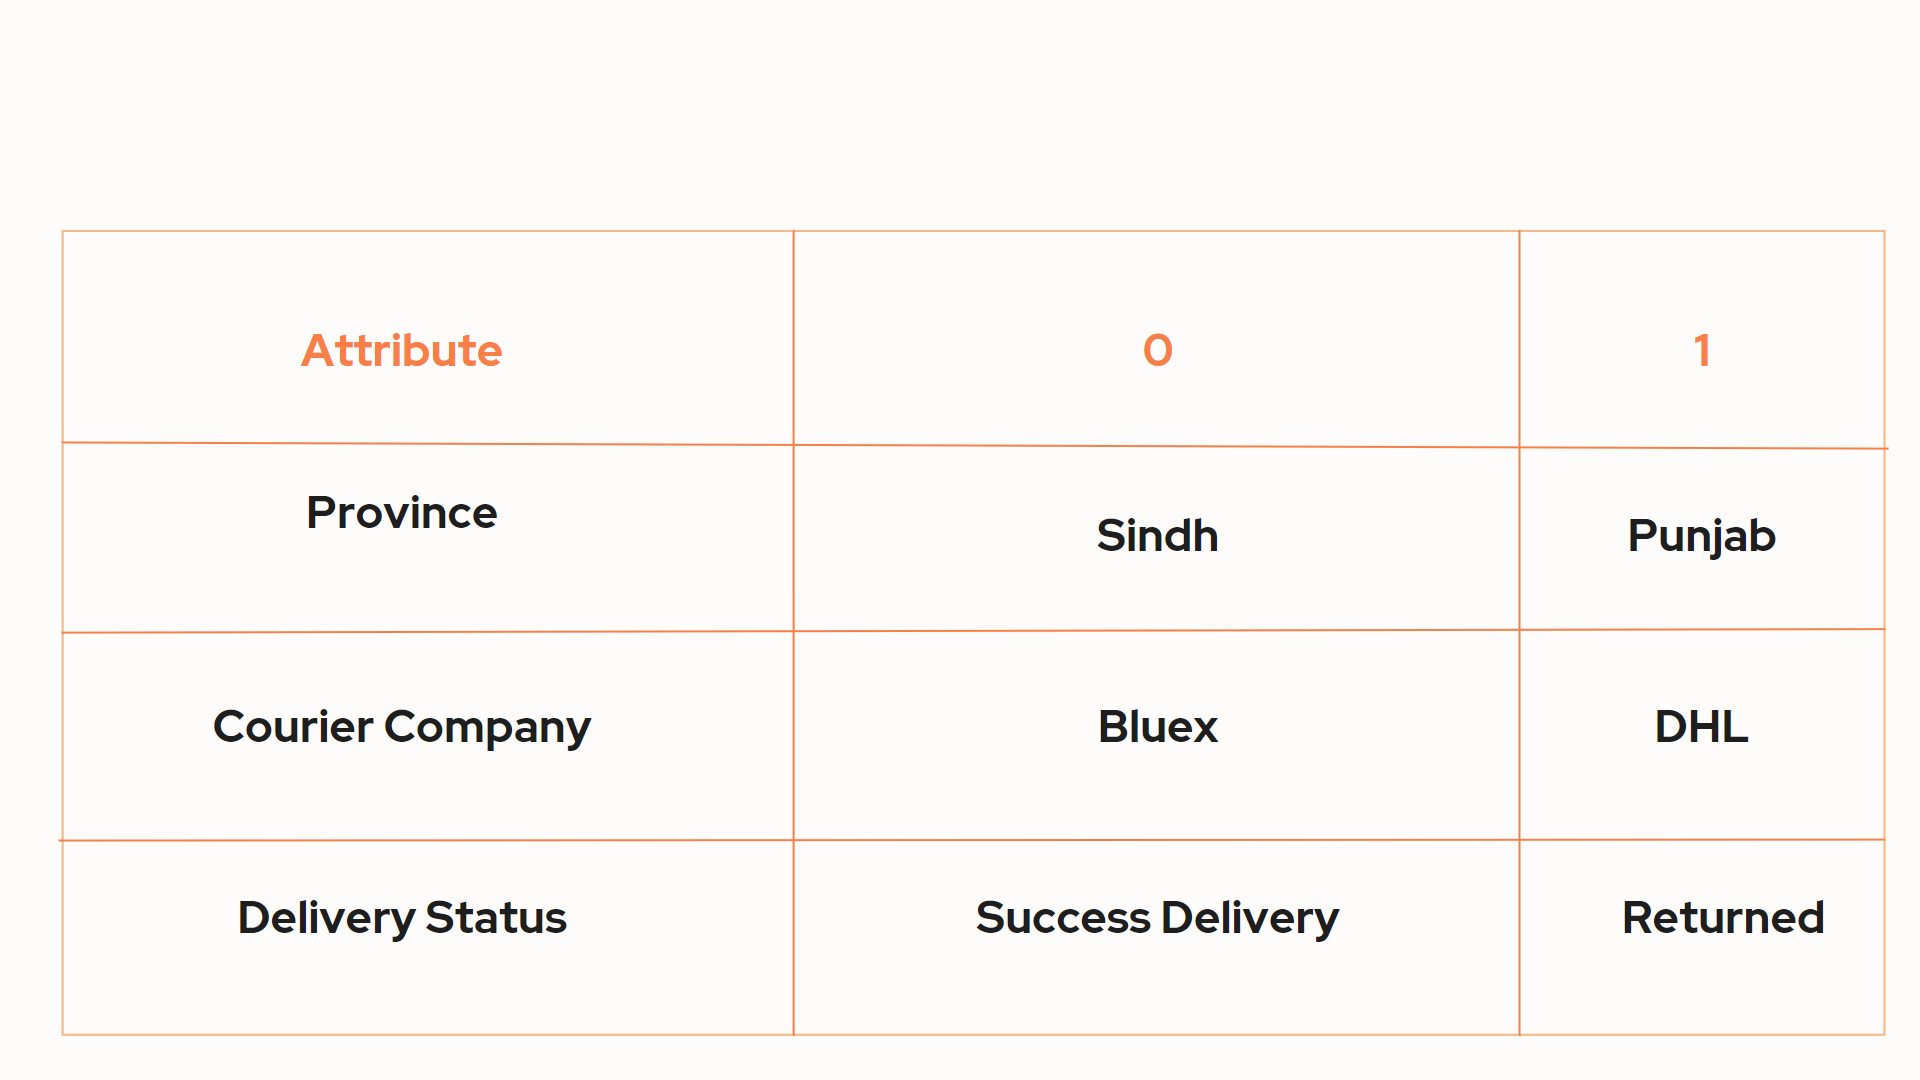 Attribute 0 1
Province Sindh Punjab
Courier Company Bluex DHL
Delivery Status Success Delivery Returned